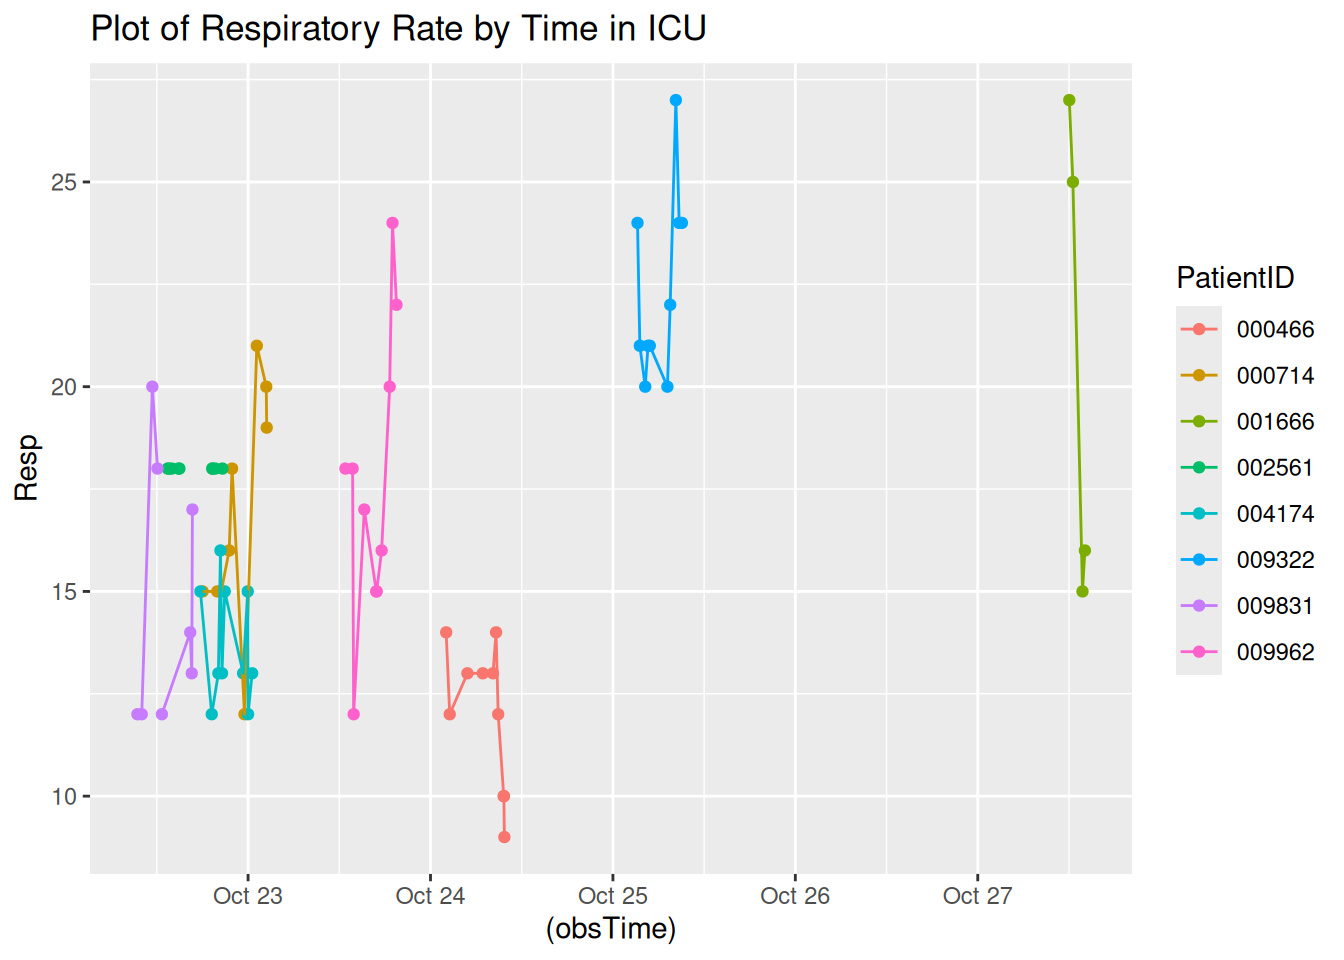 Plot of Respiratory Rate by Time in ICU
25
20
15
10
Resp
Oct 23 Oct 24 Oct 25 Oct 26 Oct 27
(obsTime)
PatientID
000466
000714
001666
002561
004174
009322
009831
009962